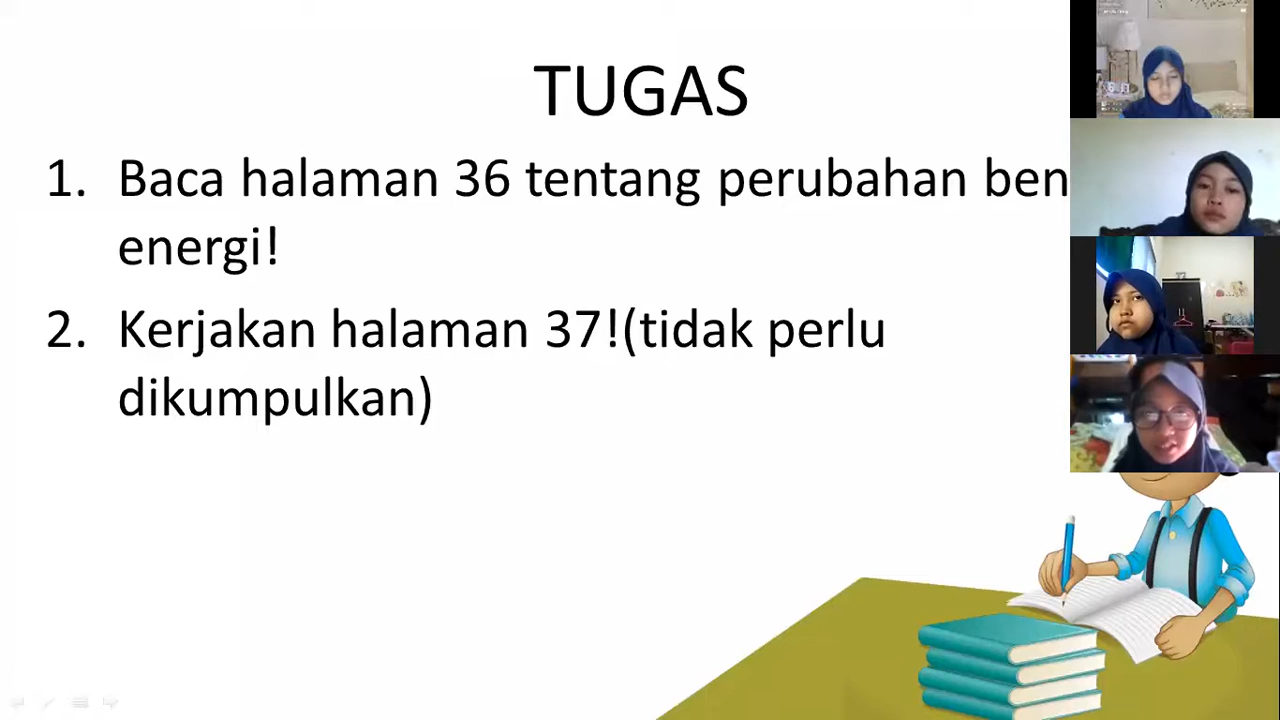 TUGAS
1. Baca halaman 36 tentang perubahan ben
energi!
2. Kerjakan halaman 37!(tidak perlu
dikumpulkan)